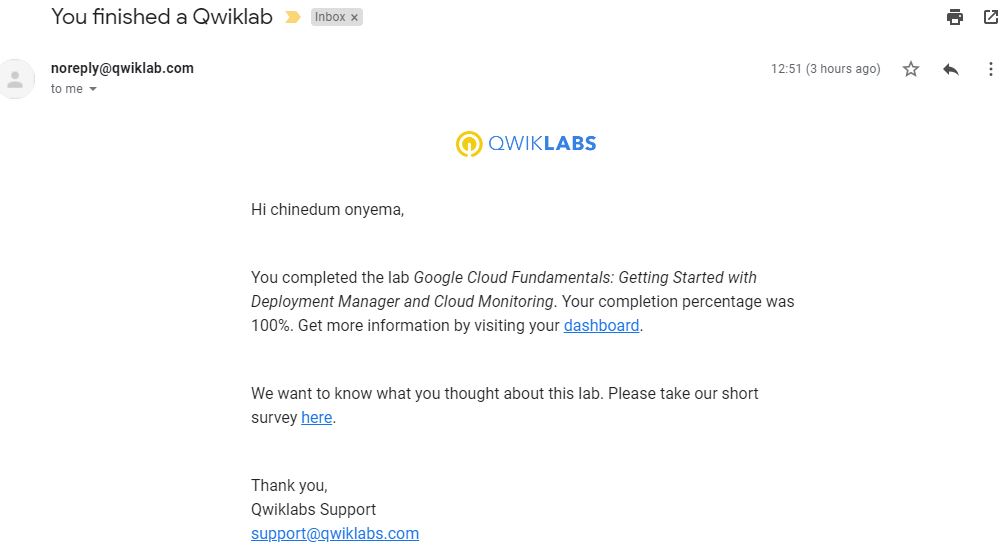 You finished a Qwiklab
Inbox ×
noreply@qwiklab.com
12:51 (3 hours ago)
to me
QWIKLABS
Hi chinedum onyema,
You completed the lab Google Cloud Fundamentals: Getting Started with
Deployment Manager and Cloud Monitoring. Your completion percentage was
100%. Get more information by visiting your dashboard.
We want to know what you thought about this lab. Please take our short
survey here.
Thank you,
Qwiklabs Support
support@qwiklabs.com